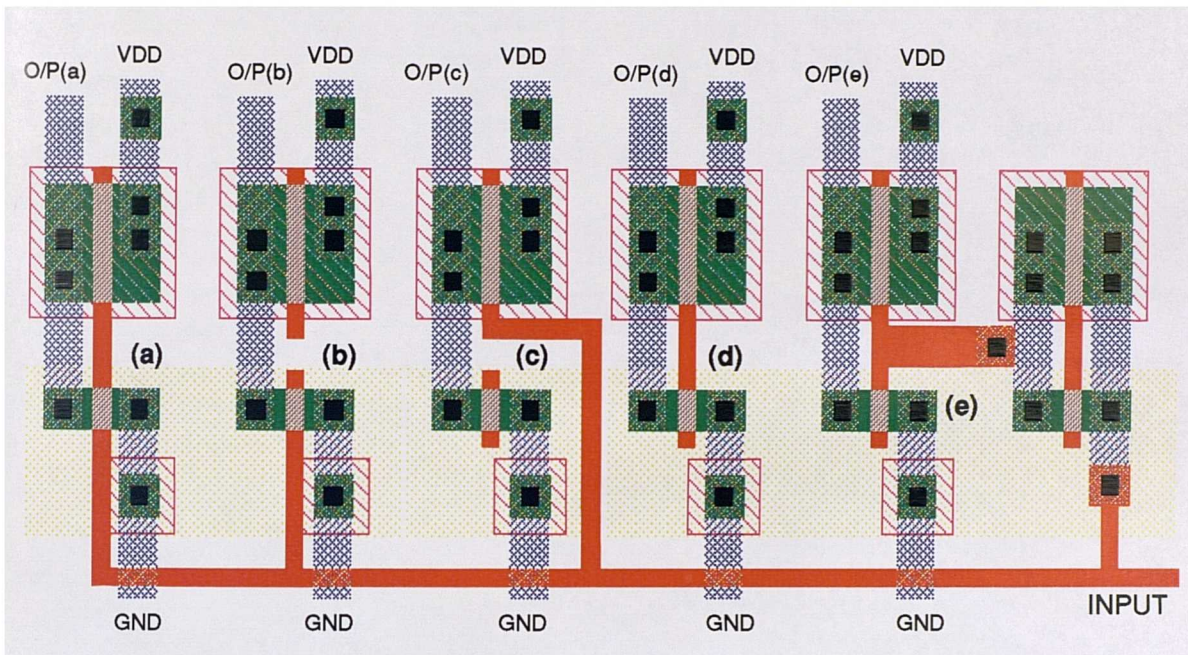 VDD VDD VDD VDD VDD
O/P(a) O/P(b) O/P(c) O/P(d) O/P(e)
(a) (b) (c) (d)
(e)
INPUT
GND GND GND GND GND